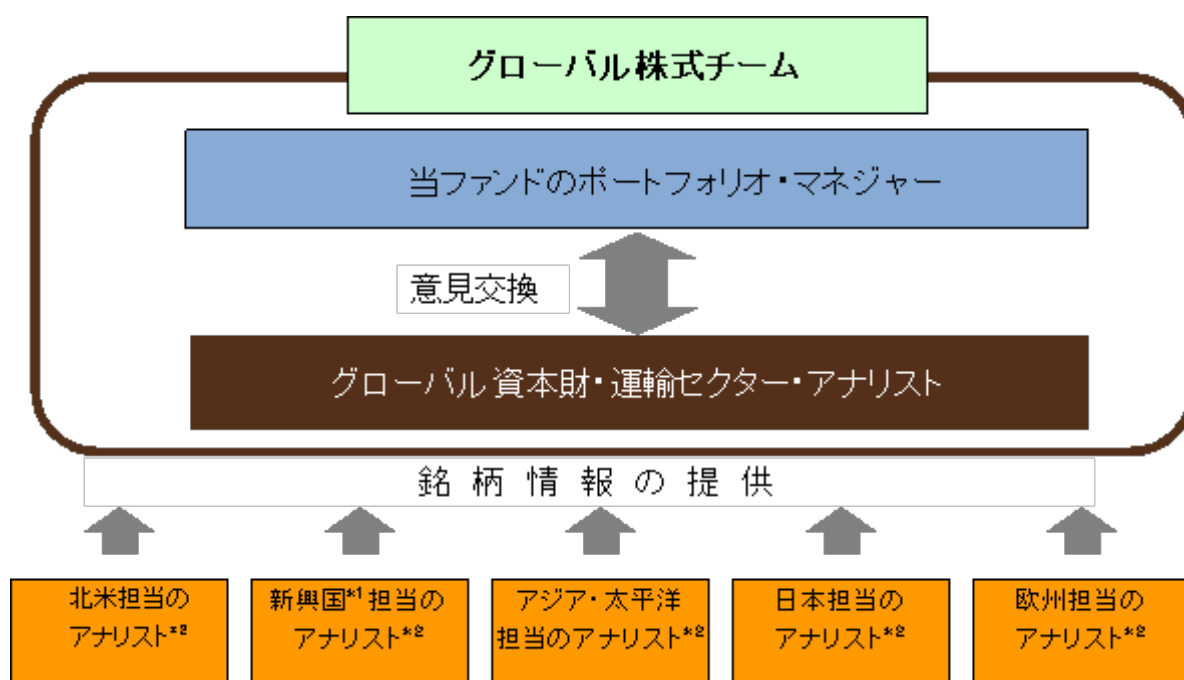 グローバル株式チーム
当ファンドのポートフォリオ・マネジャー
意見交換
グローバル資本財・運輸セクター・アナリスト
銘柄情報の提供
北米担当の
アナリスト*2
新興国*1担当の
アナリスト*2
アジア・太平洋
担当のアナリスト*2
日本担当の
アナリスト*2
欧州担当の
アナリスト*2